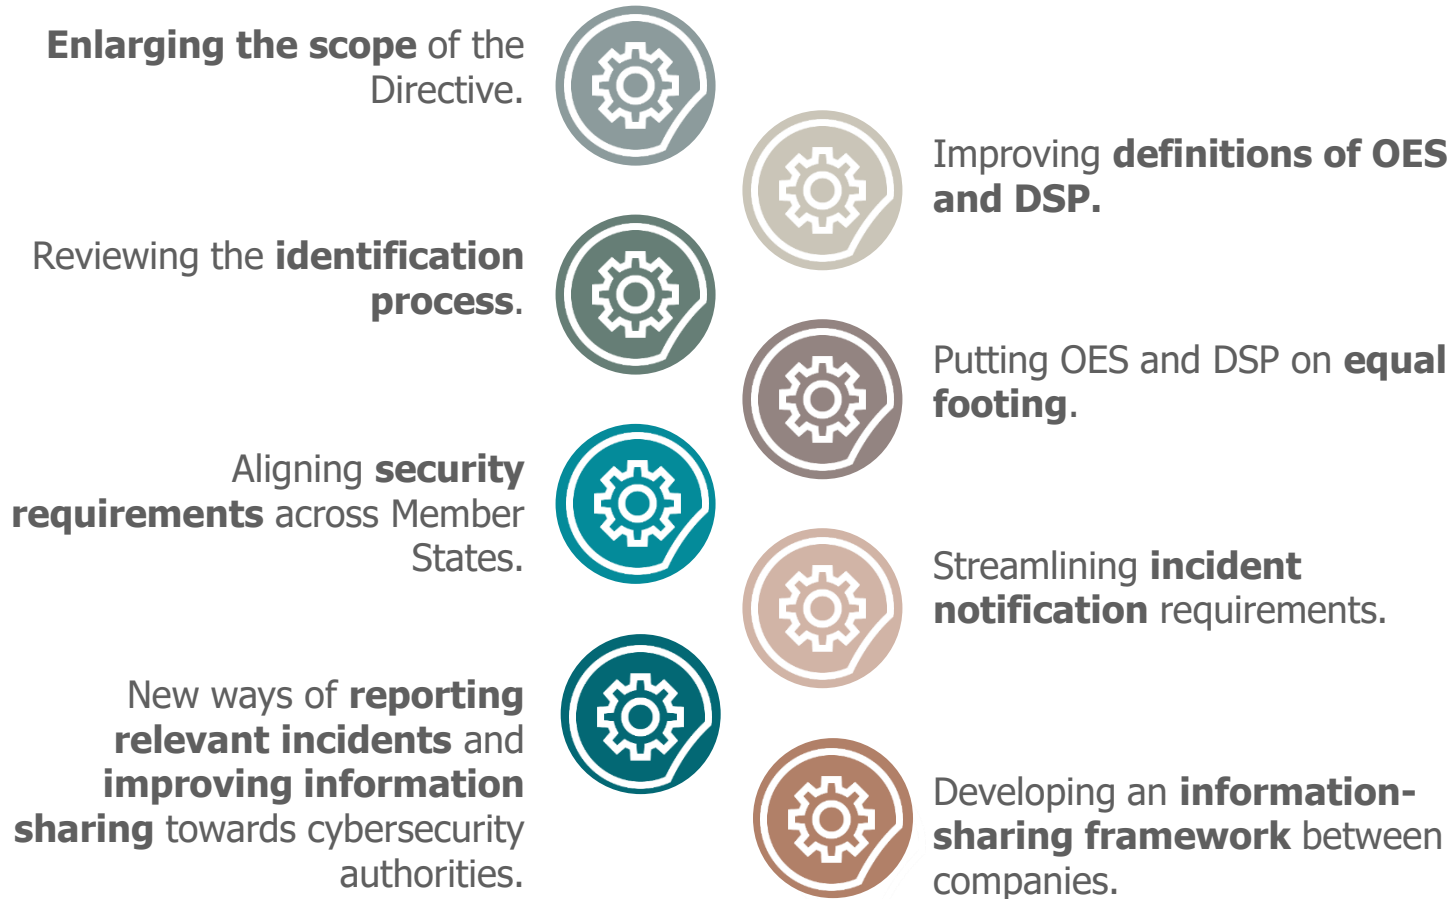 Enlarging the scope of the
Directive.
Improving definitions of OES
and DSP.
Reviewing the identification
process.
Putting OES and DSP on equal
footing.
Aligning security
requirements across Member
States.
Streamlining incident
notification requirements.
New ways of reporting
relevant incidents and
improving information
sharing towards cybersecurity
authorities.
Developing an information-
sharing framework between
companies.